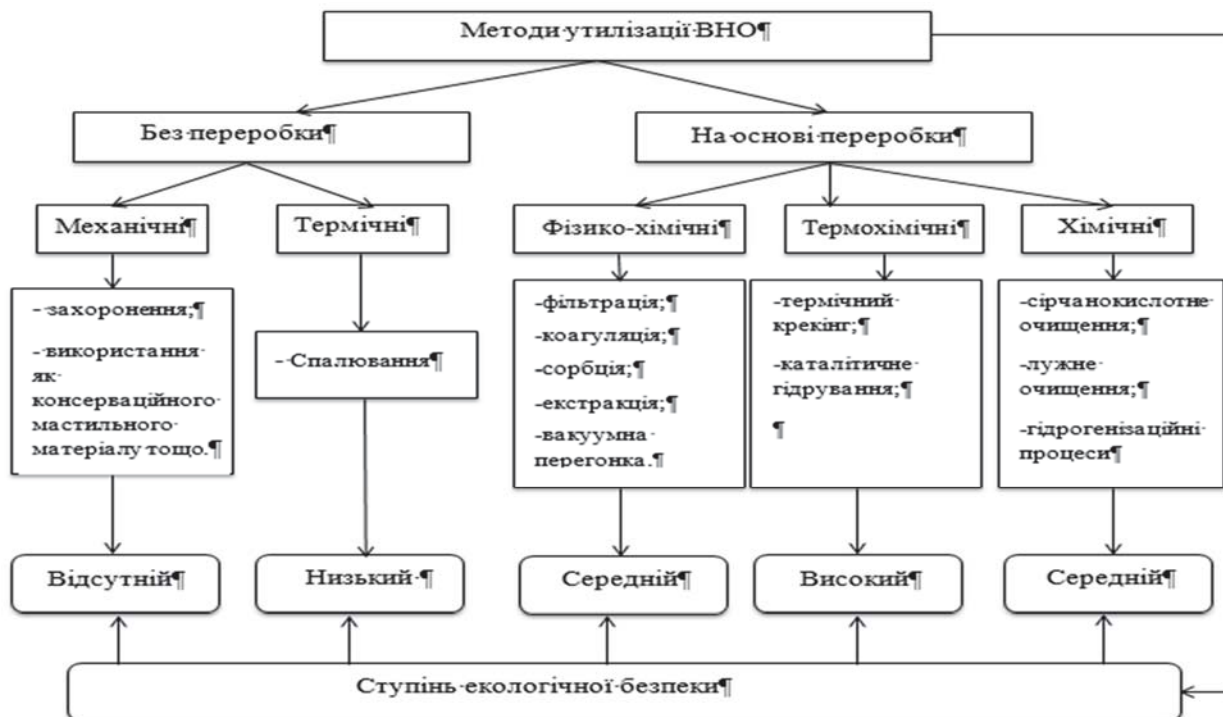 Методи·утилізації·ВНО¶
Без·переробки¶
На·основі·переробки¶
Механічні¶
Термічні¶
Фізико-хімічні¶
Термохімічні¶
Хімічні¶
-·захоронення;¶
-·використання·
як·
консерваційного·
мастильного·
матеріалу·тощо.¶
-·Спалювання¶
-фільтрація;¶
-коагуляція;¶
-сорбція;¶
-екстракція;¶
-вакуумна·
перегонка.¶
-термічний·
крекінг;¶
-каталітичне·
гідрування;¶
¶
-сірчанокислотне·
очищення;¶
-лужне·
очищення;¶
-гідрогенізаційні·
процеси¶
Відсутній¶
Низький·¶
Середній¶
Високий¶
Середній¶
Ступінь·екологічної·безпеки¶